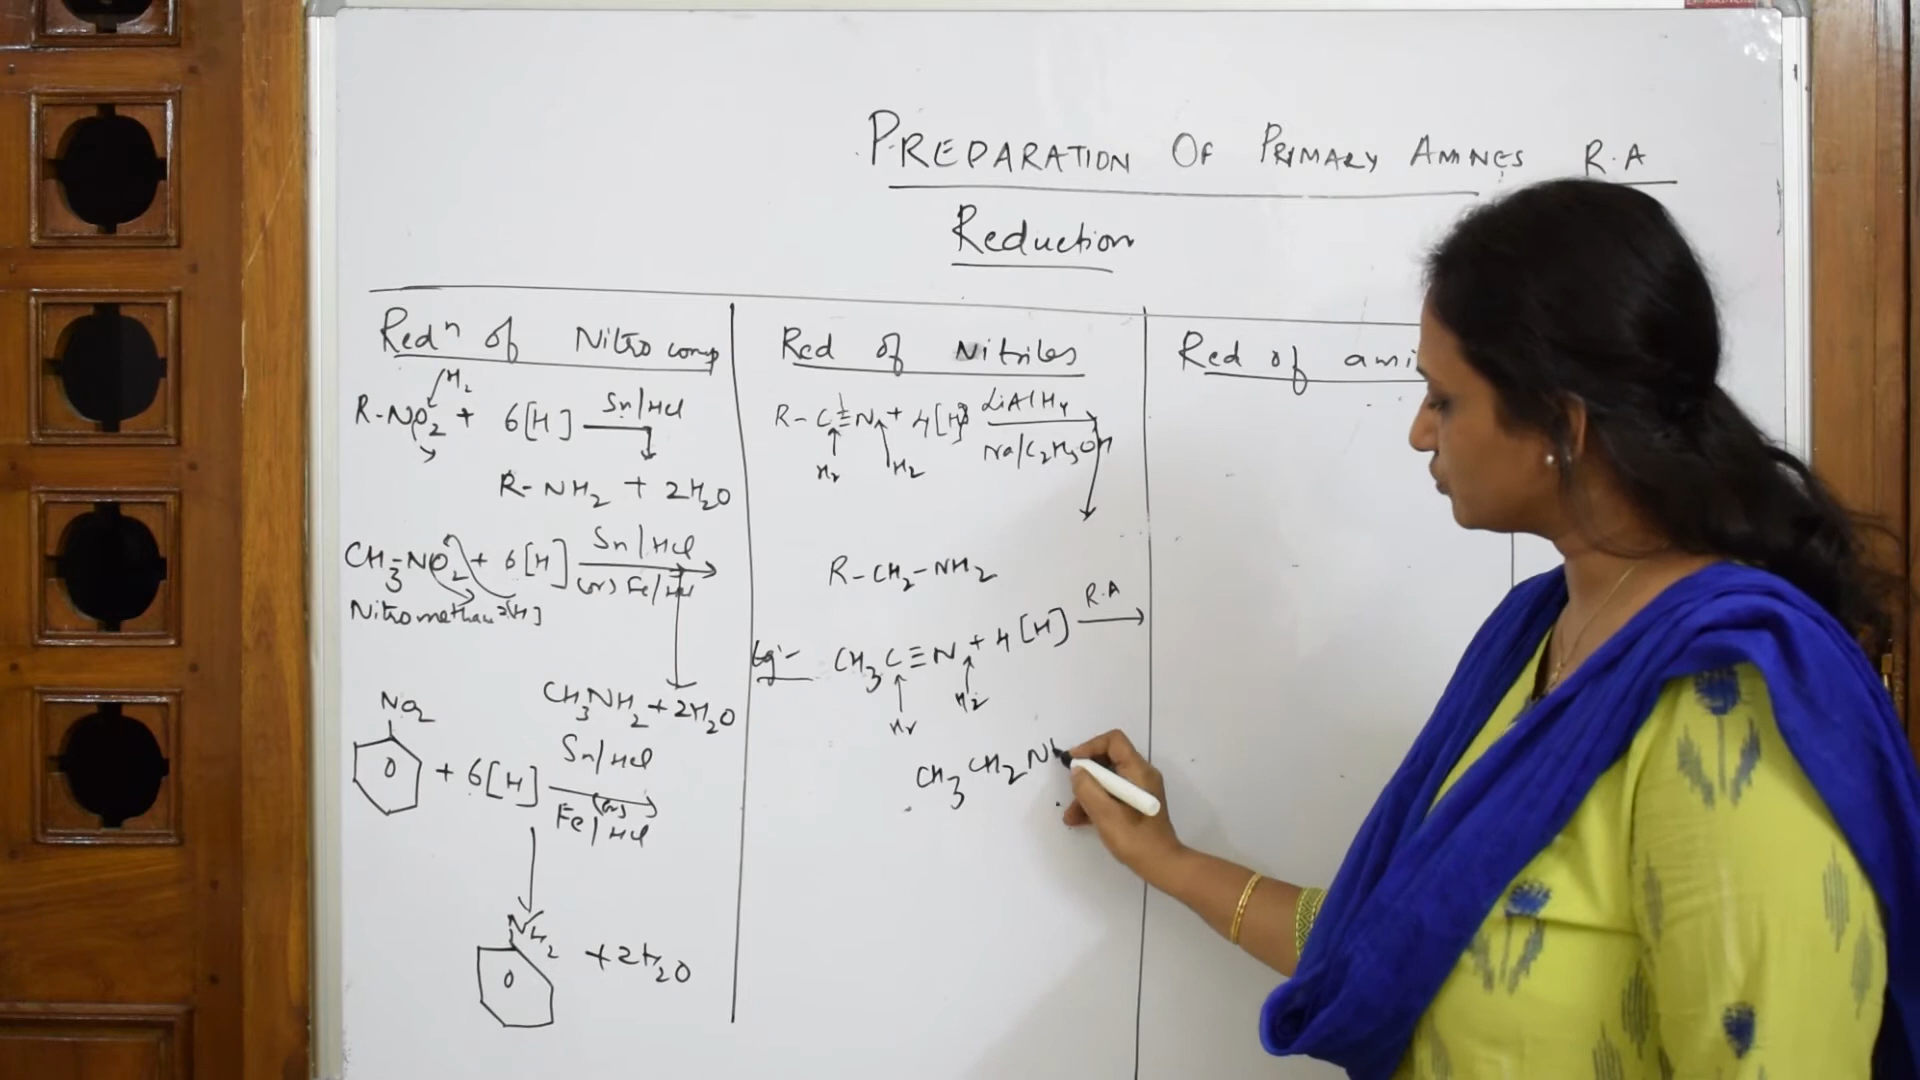 PREPARATION OF PRIMARY AMINES R.A
Reduction
Redn of Nitro comp
H2
R-NO2 + 6[H] Sn/HCl
R-NH2 + 2H2O
CH3-NO2 + 6[H] Sn/HCl
(or) Fe/HCl
Nitromethane 2[H]
CH3NH2 + 2H2O
NO2
+ 6[H] Sn/HCl
(or)
Fe/HCl
NH2
+ 2H2O
Red of Nitriles
R-C≡N + 4[H] LiAlH4
Na/C2H5OH
H2 H2
R-CH2-NH2
Eg:- CH3C≡N + 4[H] R.A
H2 H2
CH3CH2N
Red of ami